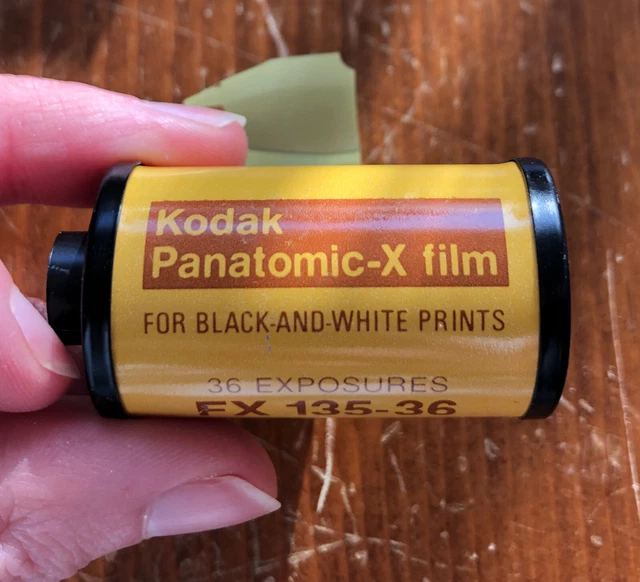 Kodak
Panatomic-X film
FOR BLACK-AND-WHITE PRINTS
36 EXPOSURES
FX 135-36